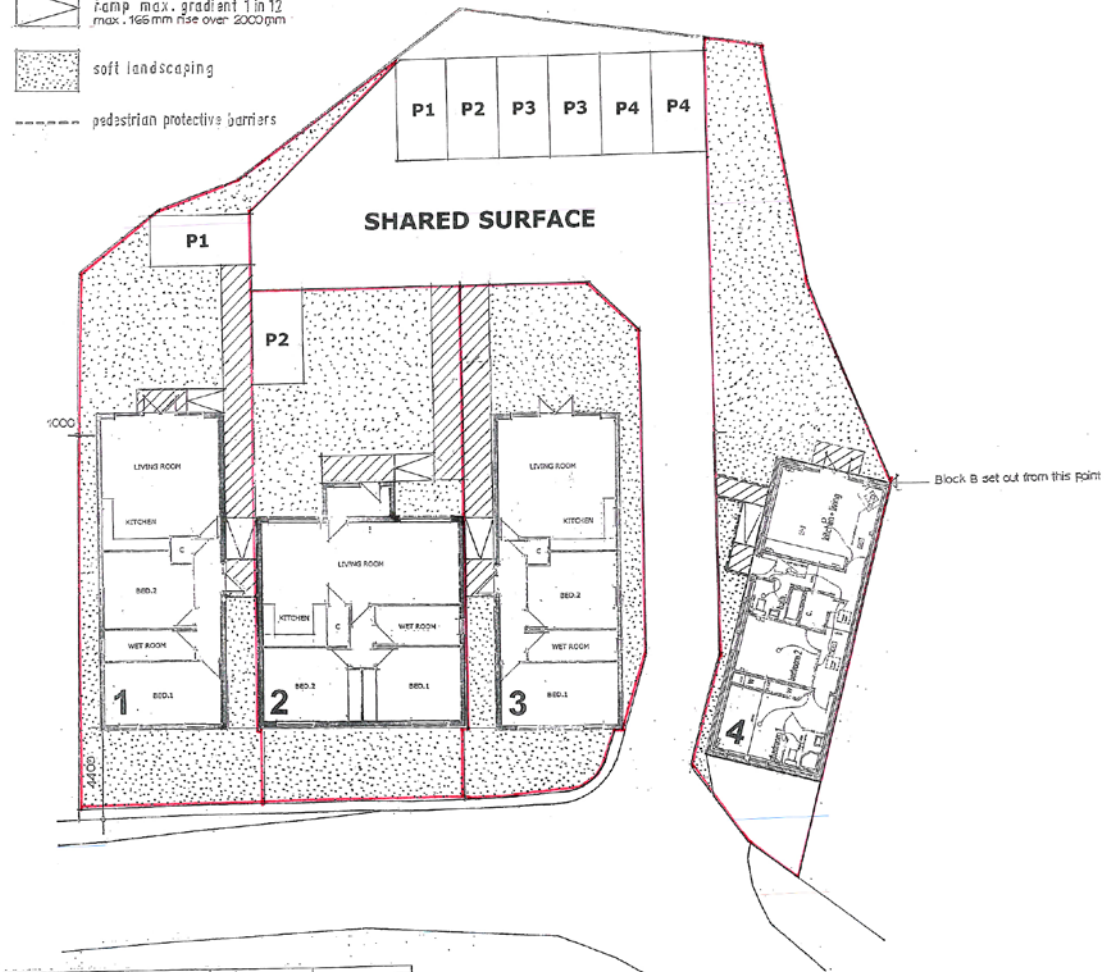 ramp max. gradient 1 in 12
max. 166mm rise over 2000mm
soft landscaping
pedestrian protective barriers
P1 P2 P3 P3 P4 P4
SHARED SURFACE
P1
P2
1000
LIVING ROOM
KITCHEN
C
BED.2
WET ROOM
BED.1
1
LIVING ROOM
KITCHEN
C
WET ROOM
BED.2
BED.1
2
LIVING ROOM
KITCHEN
C
BED.2
WET ROOM
BED.1
3
Block B set out from this point
4